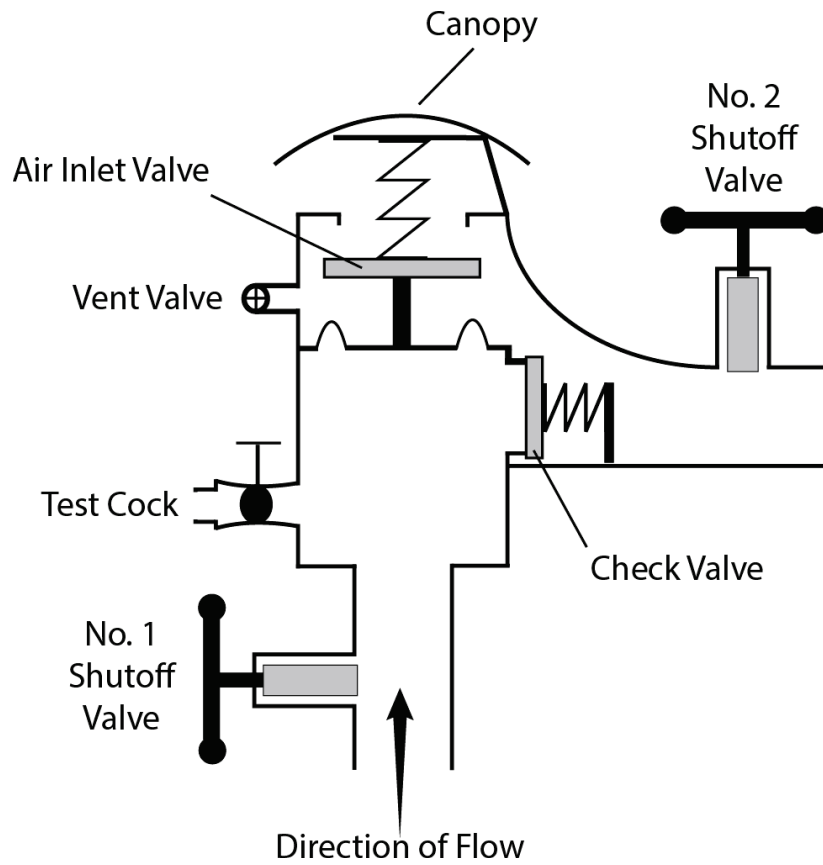 Canopy
No. 2
Shutoff
Valve
Air Inlet Valve
Vent Valve
Test Cock
Check Valve
No. 1
Shutoff
Valve
Direction of Flow